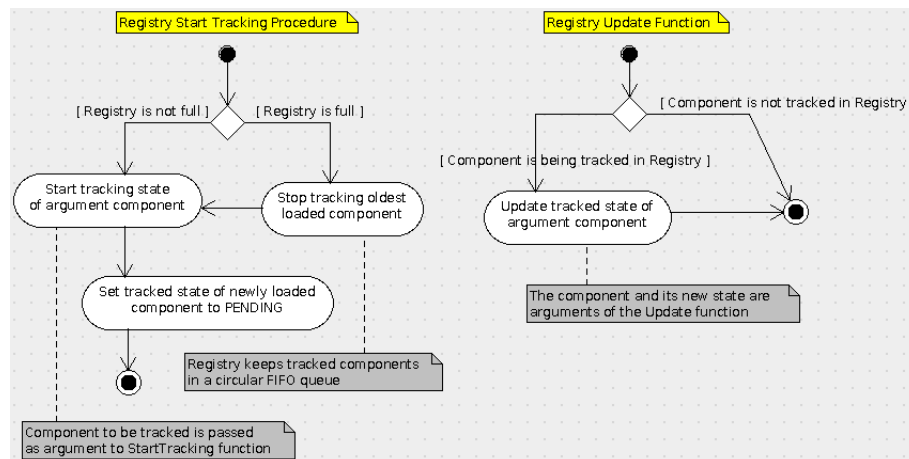 Registry Start Tracking Procedure
[ Registry is not full ]
[ Registry is full ]
Start tracking state
of argument component
Stop tracking oldest
loaded component
Set tracked state of newly loaded
component to PENDING
Registry keeps tracked components
in a circular FIFO queue
Component to be tracked is passed
as argument to StartTracking function
Registry Update Function
[ Component is not tracked in Registry
[ Component is being tracked in Registry ]
Update tracked state of
argument component
The component and its new state are
arguments of the Update function